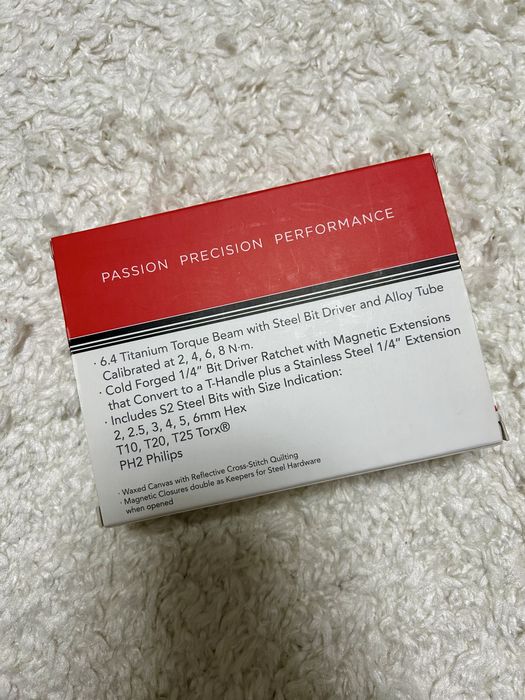 PASSION PRECISION PERFORMANCE
· 6.4 Titanium Torque Beam with Steel Bit Driver and Alloy Tube
Calibrated at 2, 4, 6, 8 N·m.
· Cold Forged 1/4" Bit Driver Ratchet with Magnetic Extensions
that Convert to a T-Handle plus a Stainless Steel 1/4" Extension
· Includes S2 Steel Bits with Size Indication:
2, 2.5, 3, 4, 5, 6mm Hex
T10, T20, T25 Torx®
PH2 Philips
· Waxed Canvas with Reflective Cross-Stitch Quilting
· Magnetic Closures double as Keepers for Steel Hardware
when opened